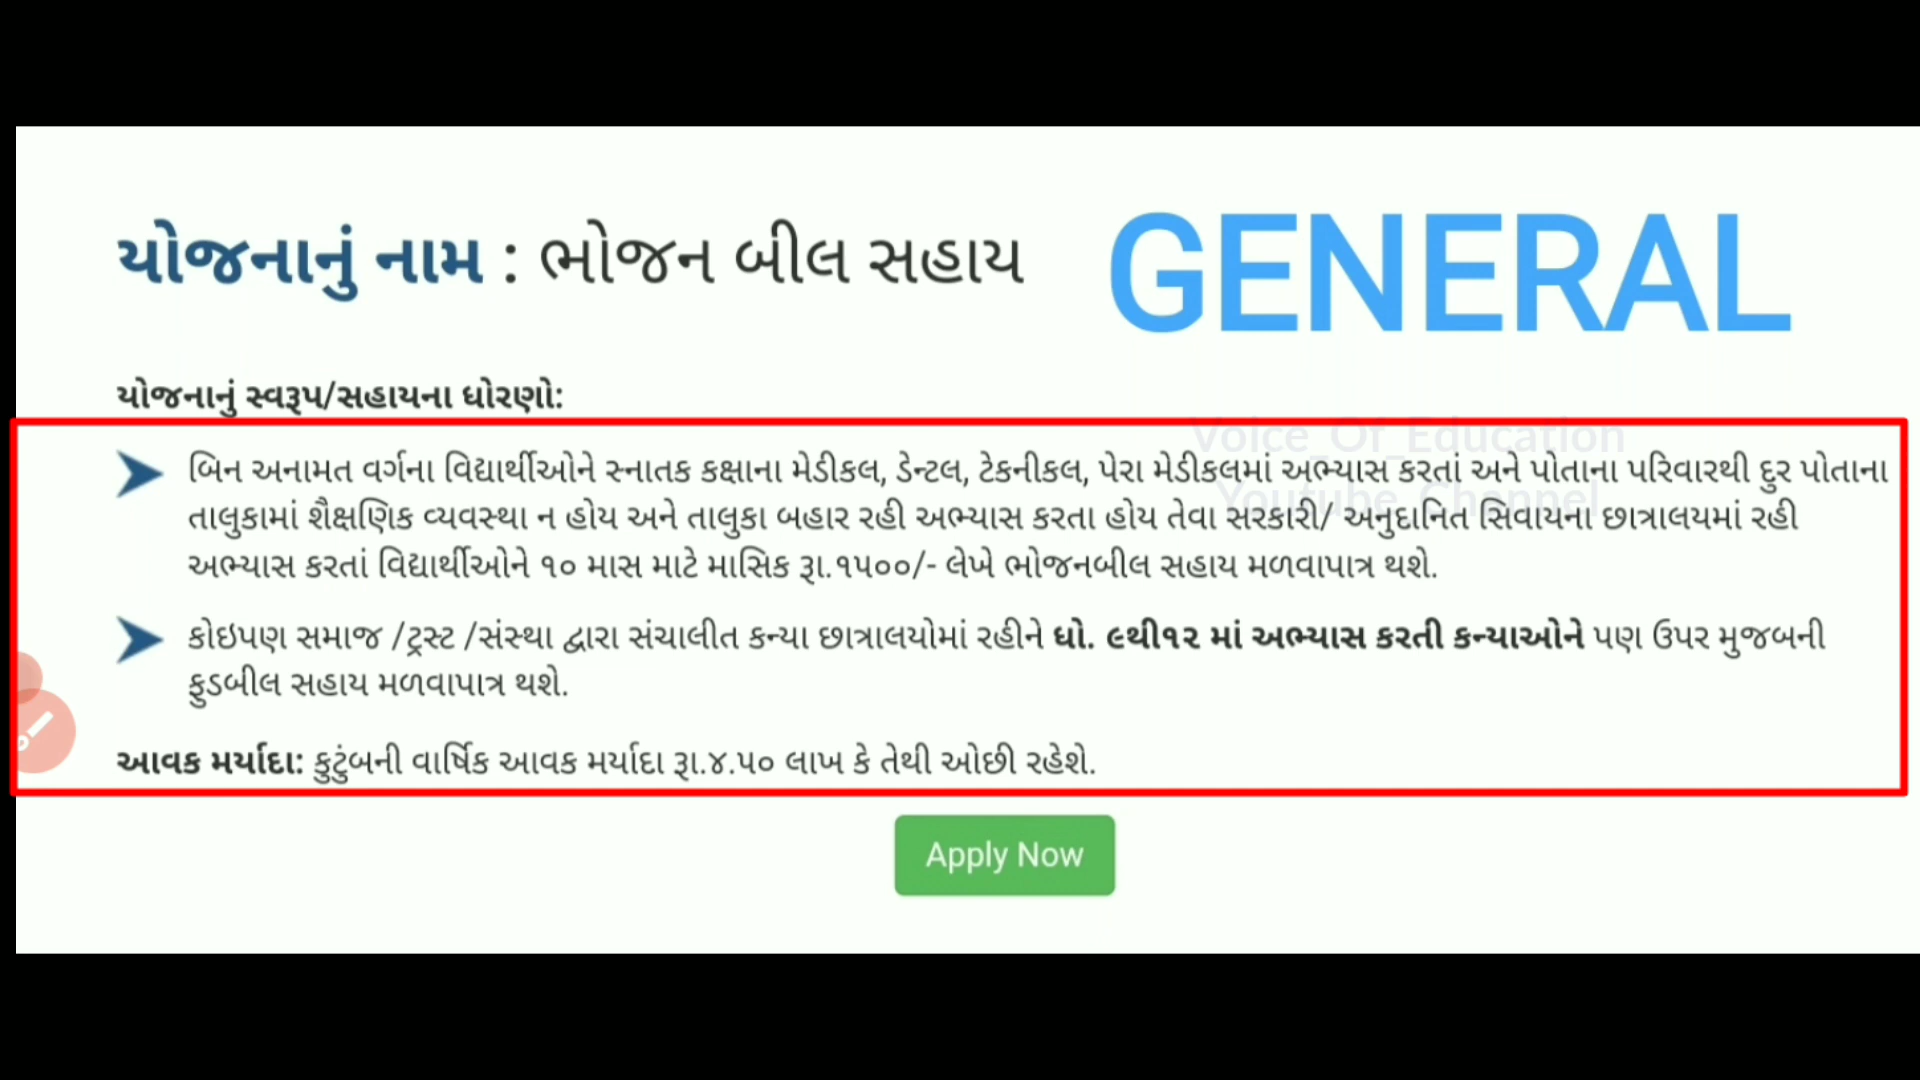 યોજનાનું નામ : ભોજન બીલ સહાય
GENERAL
યોજનાનું સ્વરૂપ/સહાયના ધોરણો:
Voice_Of_Education
Youtube_Channel
બિન અનામત વર્ગના વિદ્યાર્થીઓને સ્નાતક કક્ષાના મેડીકલ, ડેન્ટલ, ટેકનીકલ, પેરા મેડીકલમાં અભ્યાસ કરતાં અને પોતાના પરિવારથી દુર પોતાના
તાલુકામાં શૈક્ષણિક વ્યવસ્થા ન હોય અને તાલુકા બહાર રહી અભ્યાસ કરતા હોય તેવા સરકારી/ અનુદાનિત સિવાયના છાત્રાલયમાં રહી
અભ્યાસ કરતાં વિદ્યાર્થીઓને ૧૦ માસ માટે માસિક રૂા.૧૫૦૦/- લેખે ભોજનબીલ સહાય મળવાપાત્ર થશે.
કોઇપણ સમાજ /ટ્રસ્ટ /સંસ્થા દ્વારા સંચાલીત કન્યા છાત્રાલયોમાં રહીને ધો. ૯થી૧૨ માં અભ્યાસ કરતી કન્યાઓને પણ ઉપર મુજબની
ફુડબીલ સહાય મળવાપાત્ર થશે.
આવક મર્યાદા: કુટુંબની વાર્ષિક આવક મર્યાદા રૂા.૪.૫૦ લાખ કે તેથી ઓછી રહેશે.
Apply Now